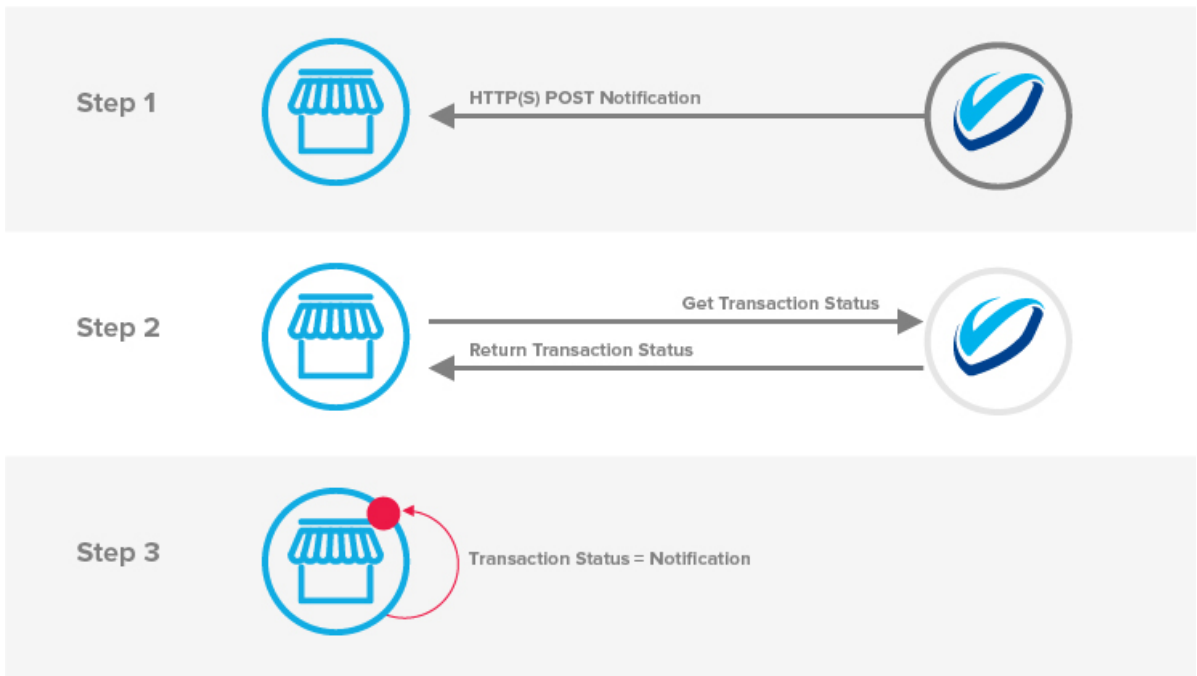 Step 1
HTTP(S) POST Notification
Step 2
Get Transaction Status
Return Transaction Status
Step 3
Transaction Status = Notification